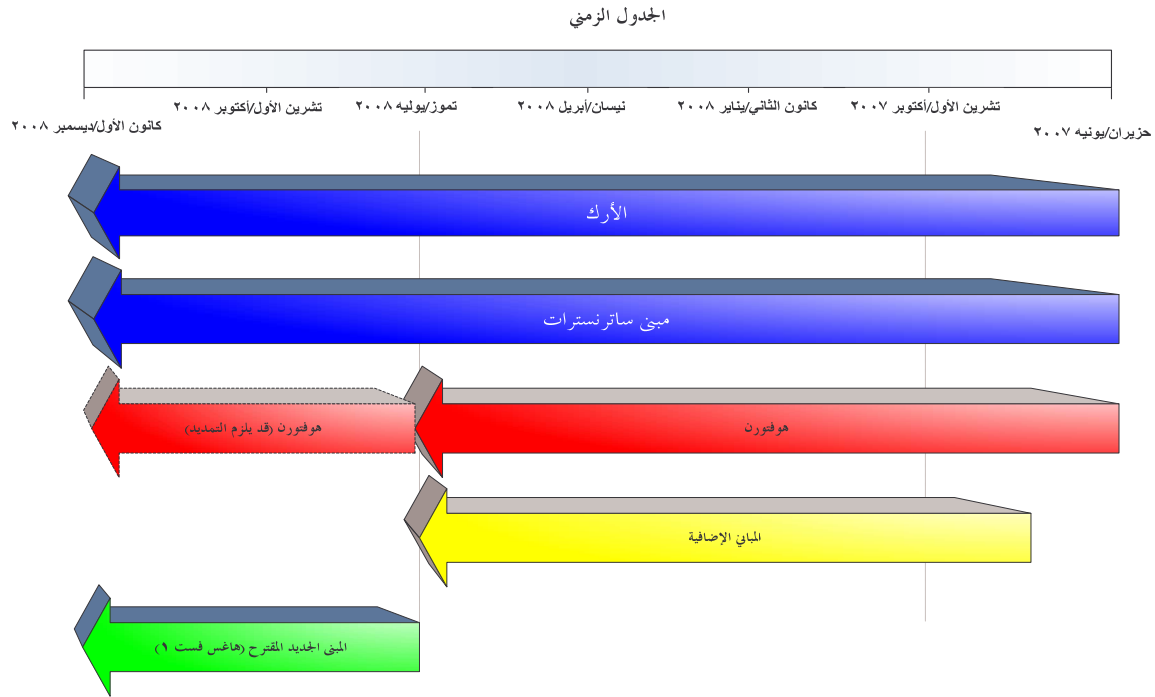 الجدول الزمني
حزيران/يونيه ٢٠٠٧
تشرين الأول/أكتوبر ٢٠٠٧
كانون الثاني/يناير ٢٠٠٨
نيسان/أبريل ٢٠٠٨
تموز/يوليه ٢٠٠٨
تشرين الأول/أكتوبر ٢٠٠٨
كانون الأول/ديسمبر ٢٠٠٨
الأرك
مبنى ساترنسترات
هوفتورن
هوفتورن (قد يلزم التمديد)
المباني الإضافية
المبنى الجديد المقترح (هاغس فست ١)